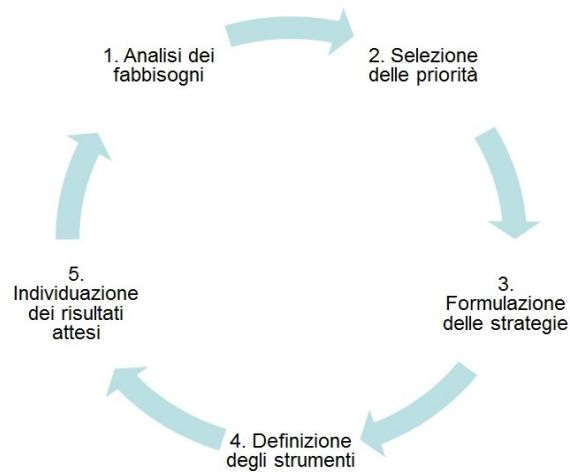 1. Analisi dei
fabbisogni
2. Selezione
delle priorità
3.
Formulazione
delle strategie
4. Definizione
degli strumenti
5.
Individuazione
dei risultati
attesi